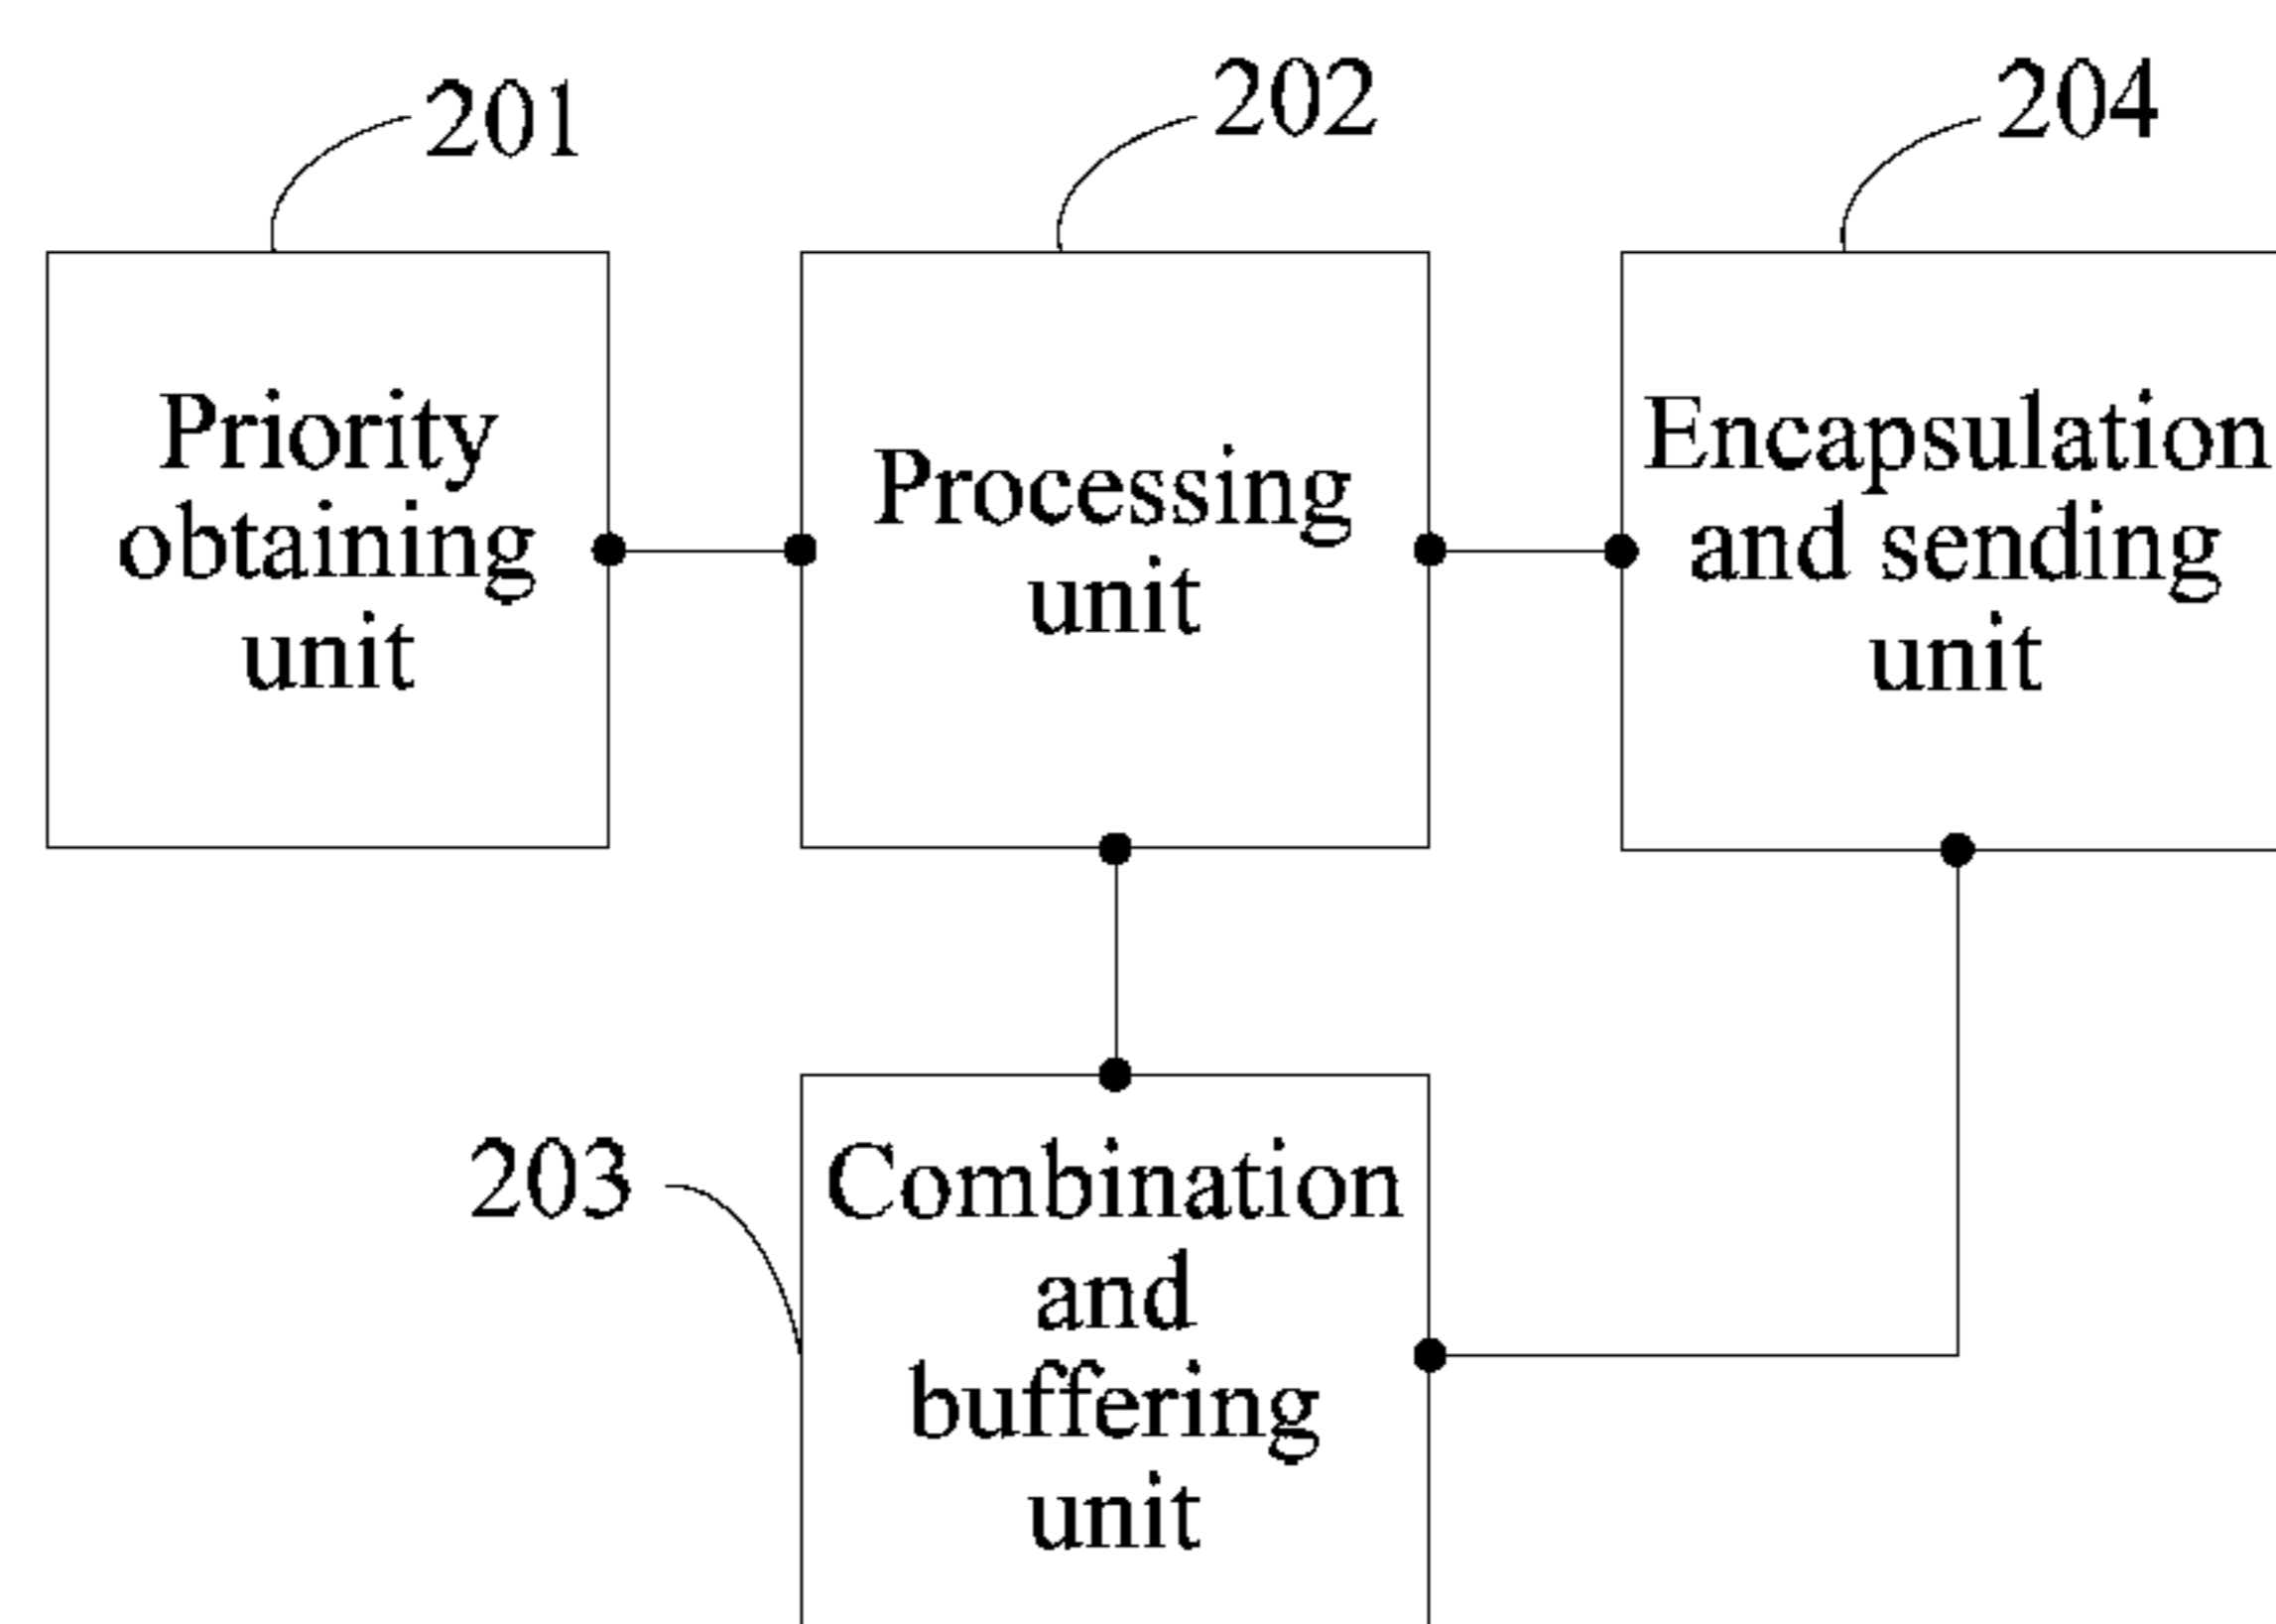 201
202
204
Priority
obtaining
unit
Processing
unit
Encapsulation
and sending
unit
203
Combination
and
buffering
unit